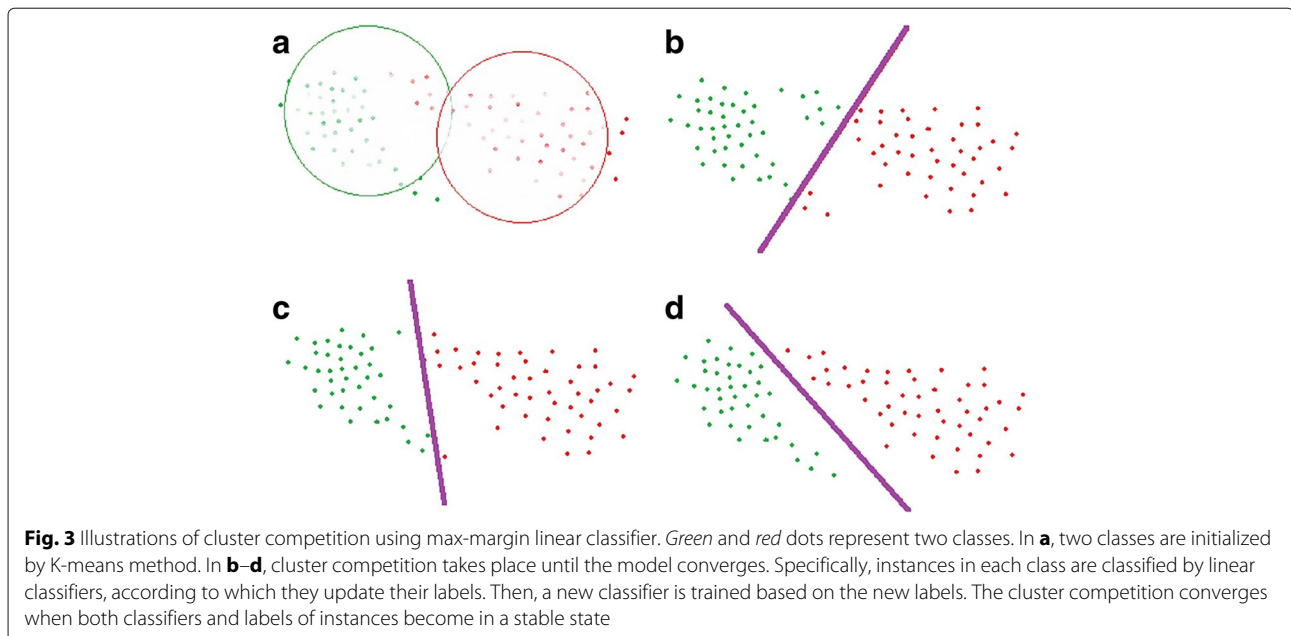 a
b
c
d
Fig. 3 Illustrations of cluster competition using max-margin linear classifier. Green and red dots represent two classes. In a, two classes are initialized
by K-means method. In b–d, cluster competition takes place until the model converges. Specifically, instances in each class are classified by linear
classifiers, according to which they update their labels. Then, a new classifier is trained based on the new labels. The cluster competition converges
when both classifiers and labels of instances become in a stable state